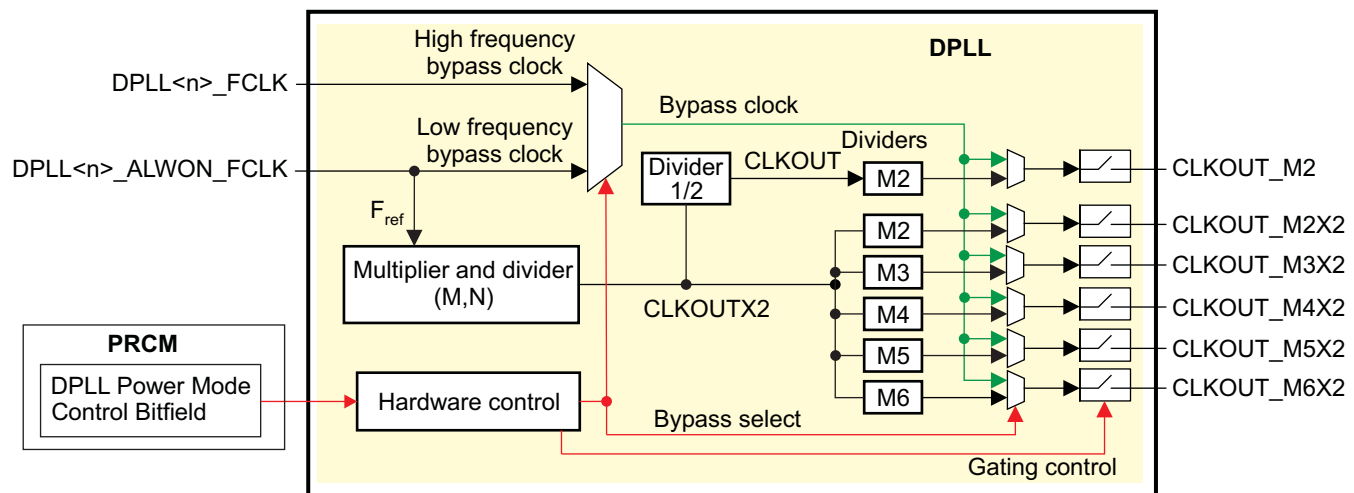 DPLL
High frequency
bypass clock
DPLL<n>_FCLK
Bypass clock
Low frequency
bypass clock
Dividers
DPLL<n>_ALWON_FCLK
Divider
1/2
CLKOUT
M2
CLKOUT_M2
F_ref
M2
CLKOUT_M2X2
Multiplier and divider
(M,N)
M3
CLKOUT_M3X2
CLKOUTX2
M4
CLKOUT_M4X2
PRCM
M5
CLKOUT_M5X2
DPLL Power Mode
Control Bitfield
Hardware control
M6
CLKOUT_M6X2
Bypass select
Gating control